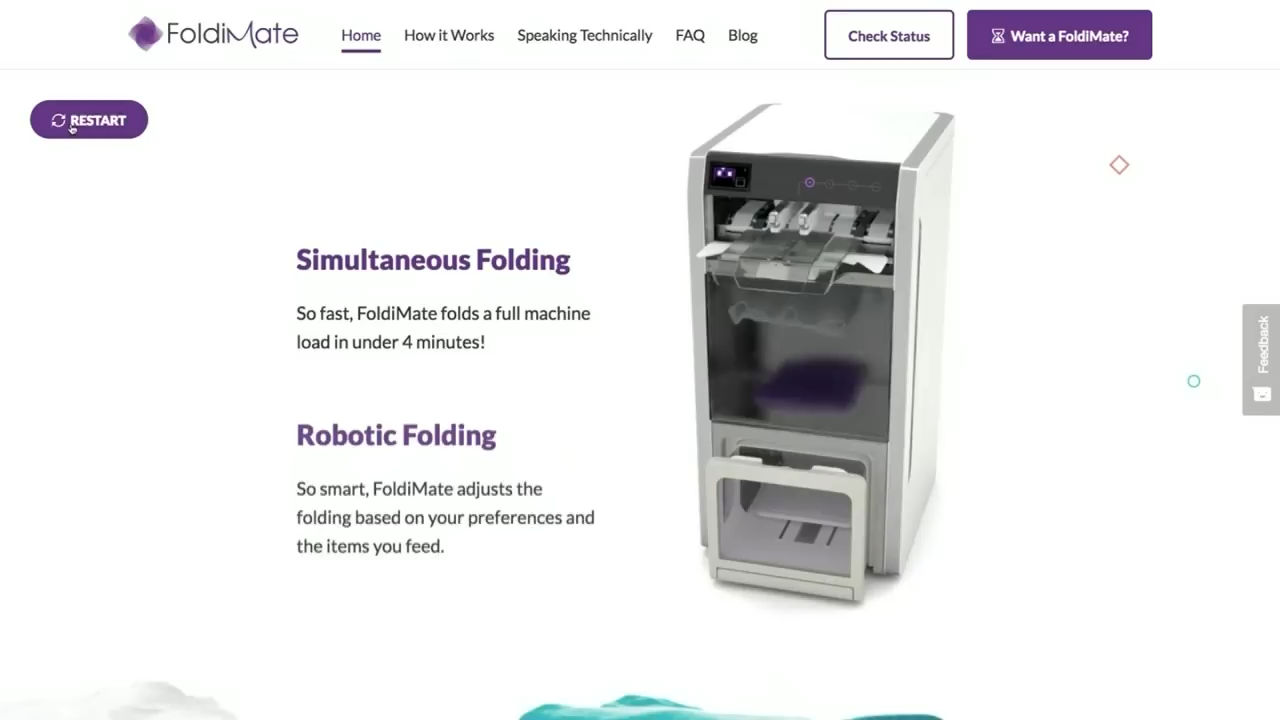 FoldiMate
Home
How it Works
Speaking Technically
FAQ
Blog
Check Status
Want a FoldiMate?
RESTART
Simultaneous Folding
So fast, FoldiMate folds a full machine
load in under 4 minutes!
Robotic Folding
So smart, FoldiMate adjusts the
folding based on your preferences and
the items you feed.
Feedback